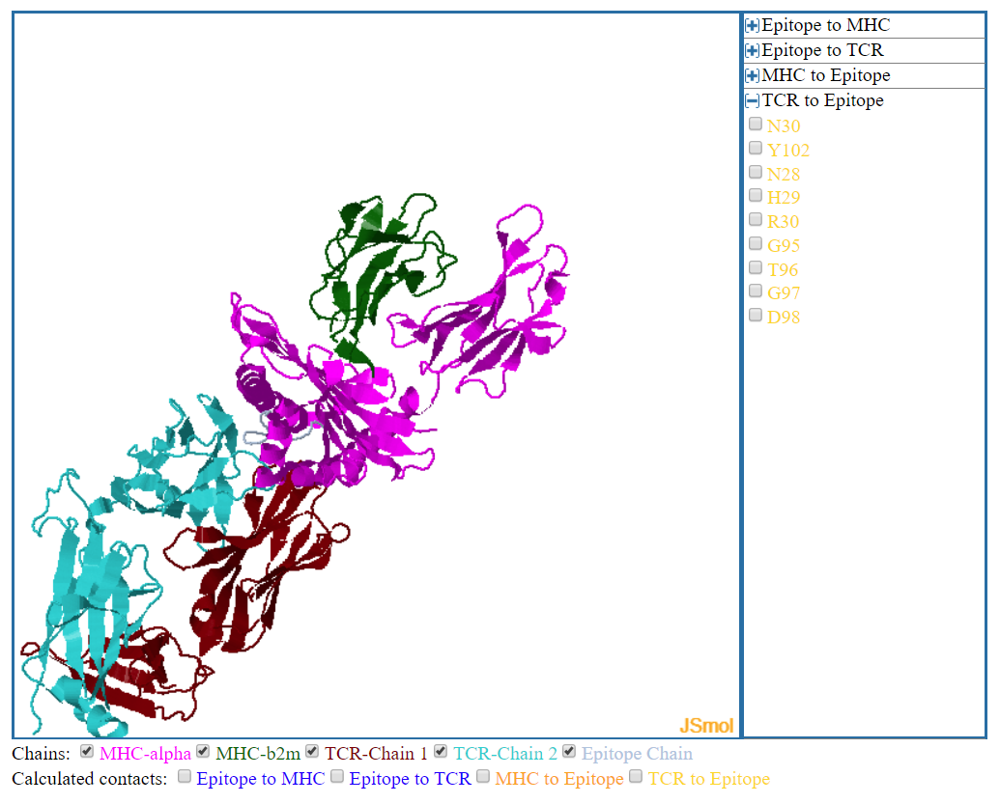 Epitope to MHC
Epitope to TCR
MHC to Epitope
TCR to Epitope
N30
Y102
N28
H29
R30
G95
T96
G97
D98
JSmol
Chains: MHC-alpha MHC-b2m TCR-Chain 1 TCR-Chain 2 Epitope Chain
Calculated contacts: Epitope to MHC Epitope to TCR MHC to Epitope TCR to Epitope